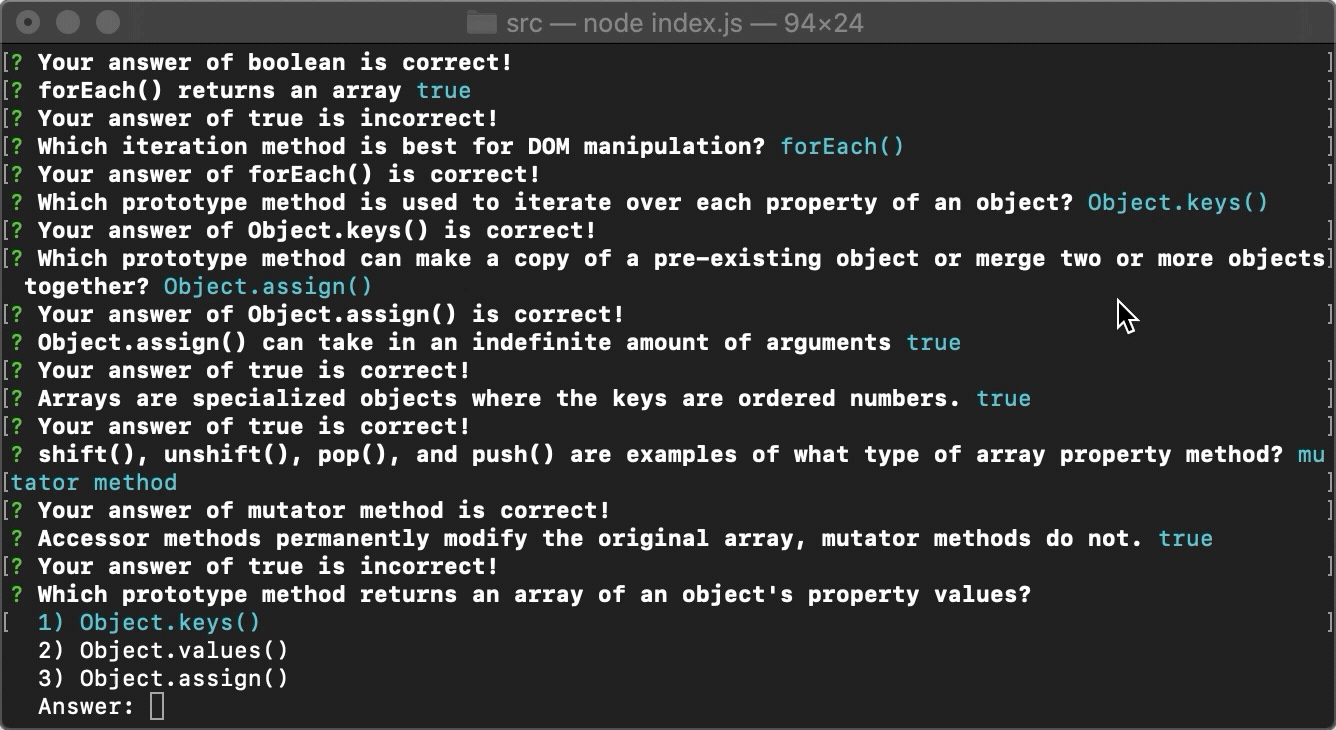 src — node index.js — 94×24
[? Your answer of boolean is correct! ]
[? forEach() returns an array true ]
[? Your answer of true is incorrect! ]
[? Which iteration method is best for DOM manipulation? forEach() ]
[? Your answer of forEach() is correct! ]
? Which prototype method is used to iterate over each property of an object? Object.keys()
[? Your answer of Object.keys() is correct! ]
[? Which prototype method can make a copy of a pre-existing object or merge two or more objects]
together? Object.assign()
[? Your answer of Object.assign() is correct! ]
[? Object.assign() can take in an indefinite amount of arguments true ]
[? Your answer of true is correct! ]
[? Arrays are specialized objects where the keys are ordered numbers. true ]
[? Your answer of true is correct! ]
? shift(), unshift(), pop(), and push() are examples of what type of array property method? mu
[tator method ]
[? Your answer of mutator method is correct! ]
[? Accessor methods permanently modify the original array, mutator methods do not. true ]
[? Your answer of true is incorrect! ]
? Which prototype method returns an array of an object's property values?
[ 1) Object.keys() ]
2) Object.values()
3) Object.assign()
Answer: